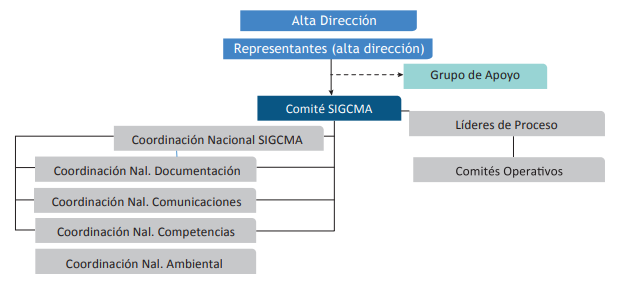 Alta Dirección
Representantes (alta dirección)
Grupo de Apoyo
Comité SIGCMA
Líderes de Proceso
Coordinación Nacional SIGCMA
Coordinación Nal. Documentación
Comités Operativos
Coordinación Nal. Comunicaciones
Coordinación Nal. Competencias
Coordinación Nal. Ambiental